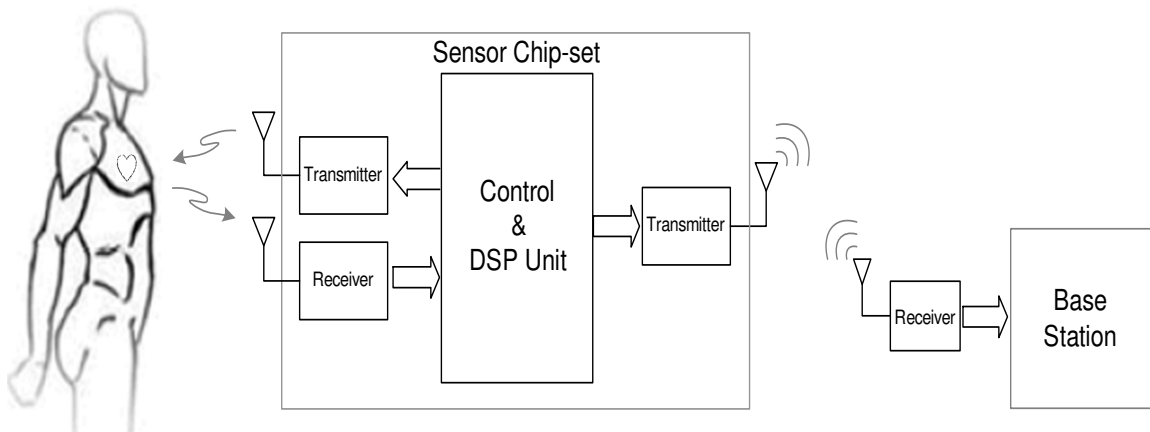 Sensor Chip-set
Transmitter
Receiver
Control
&
DSP Unit
Transmitter
Receiver
Base
Station